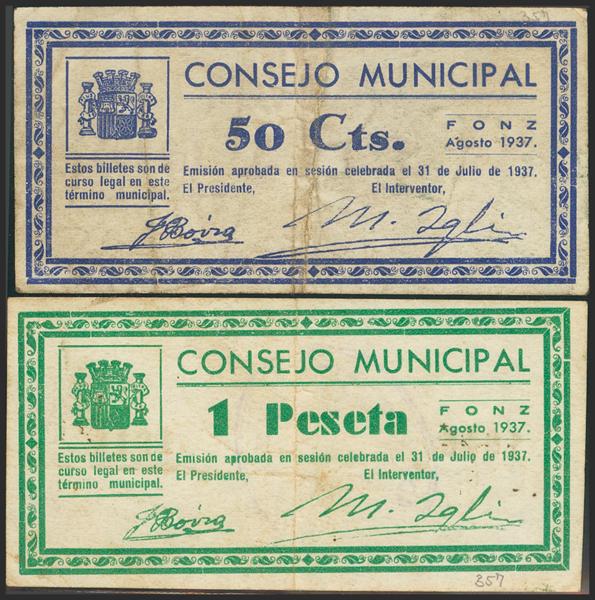 357
CONSEJO MUNICIPAL
50 Cts.
FONZ
Agosto 1937.
Estos billetes son de
curso legal en este
término municipal.
Emisión aprobada en sesión celebrada el 31 de Julio de 1937.
El Presidente,
El Interventor,
CONSEJO MUNICIPAL
1 Peseta
FONZ
Agosto 1937.
Estos billetes son de
curso legal en este
término municipal.
Emisión aprobada en sesión celebrada el 31 de Julio de 1937.
El Presidente,
El Interventor,
357